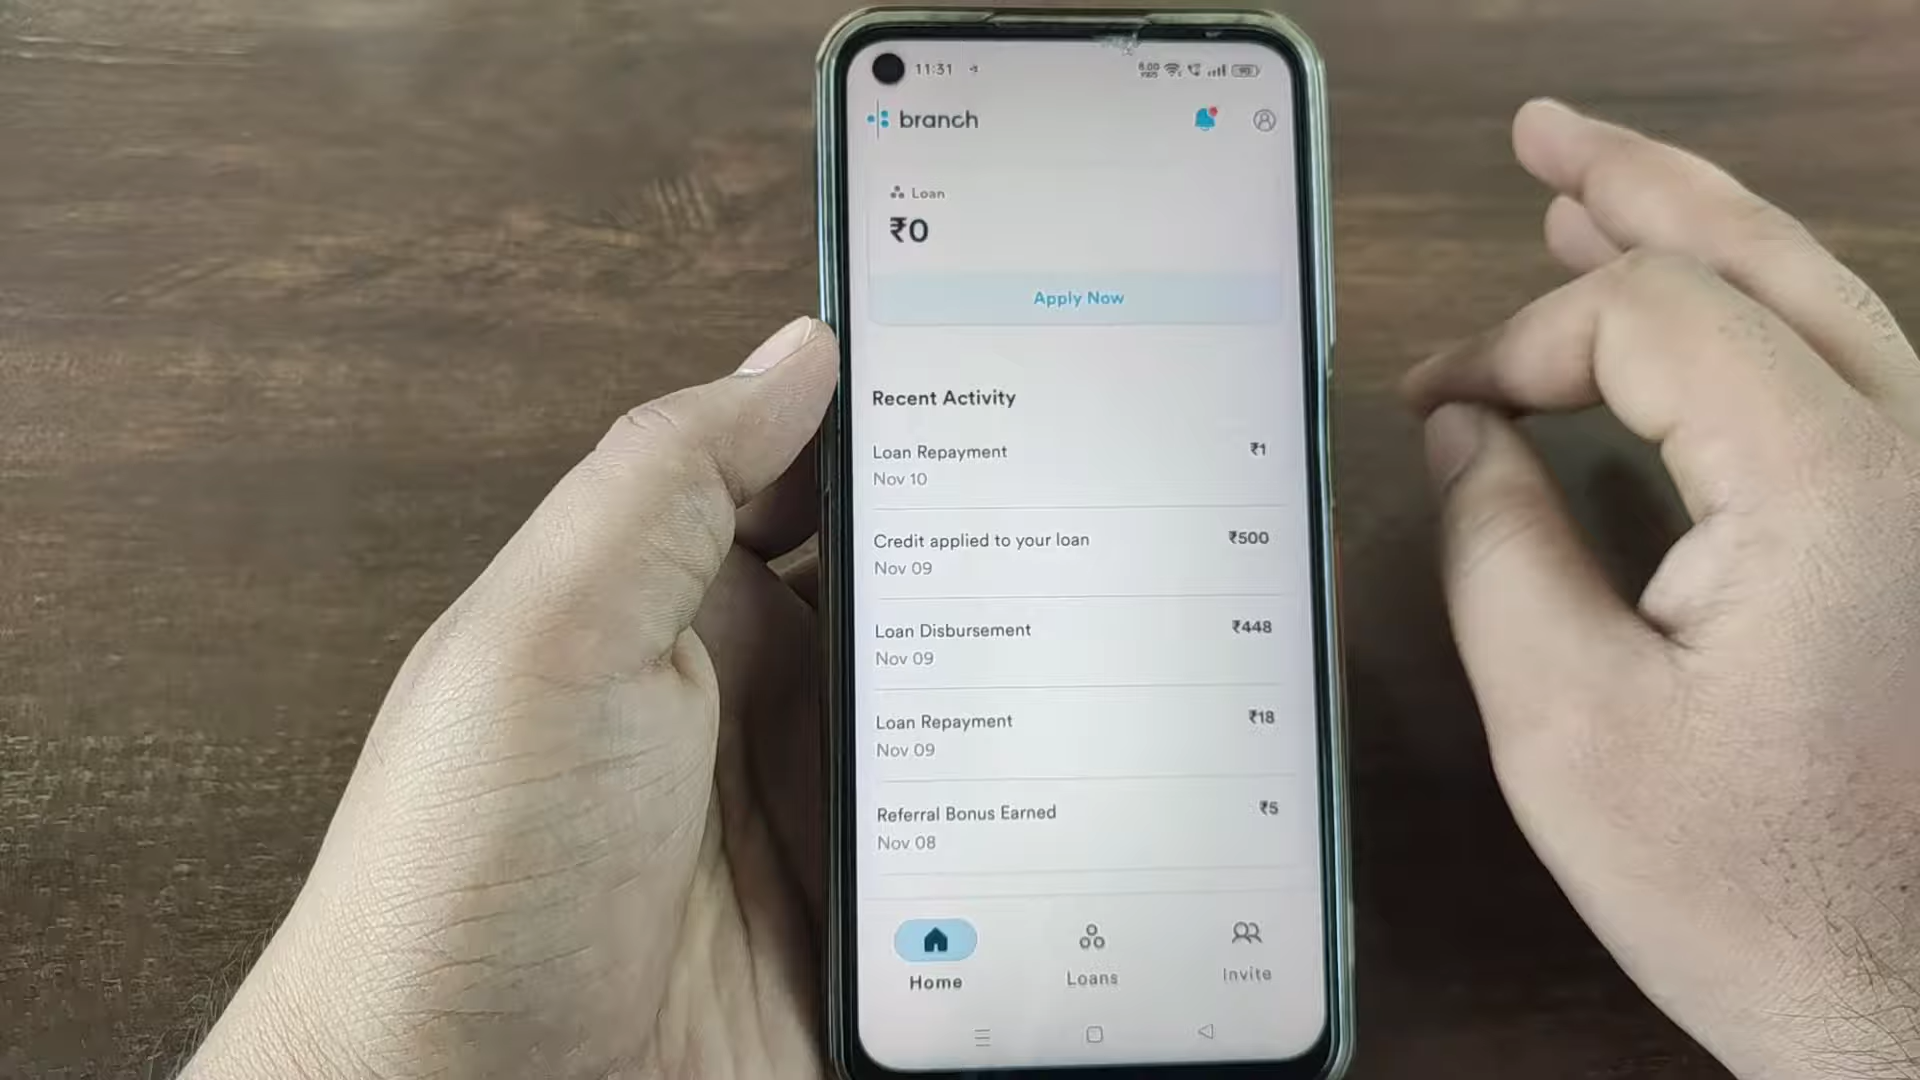 11:31
branch
Loan
₹0
Apply Now
Recent Activity
Loan Repayment ₹1
Nov 10
Credit applied to your loan ₹500
Nov 09
Loan Disbursement ₹448
Nov 09
Loan Repayment ₹18
Nov 09
Referral Bonus Earned ₹5
Nov 08
Home Loans Invite